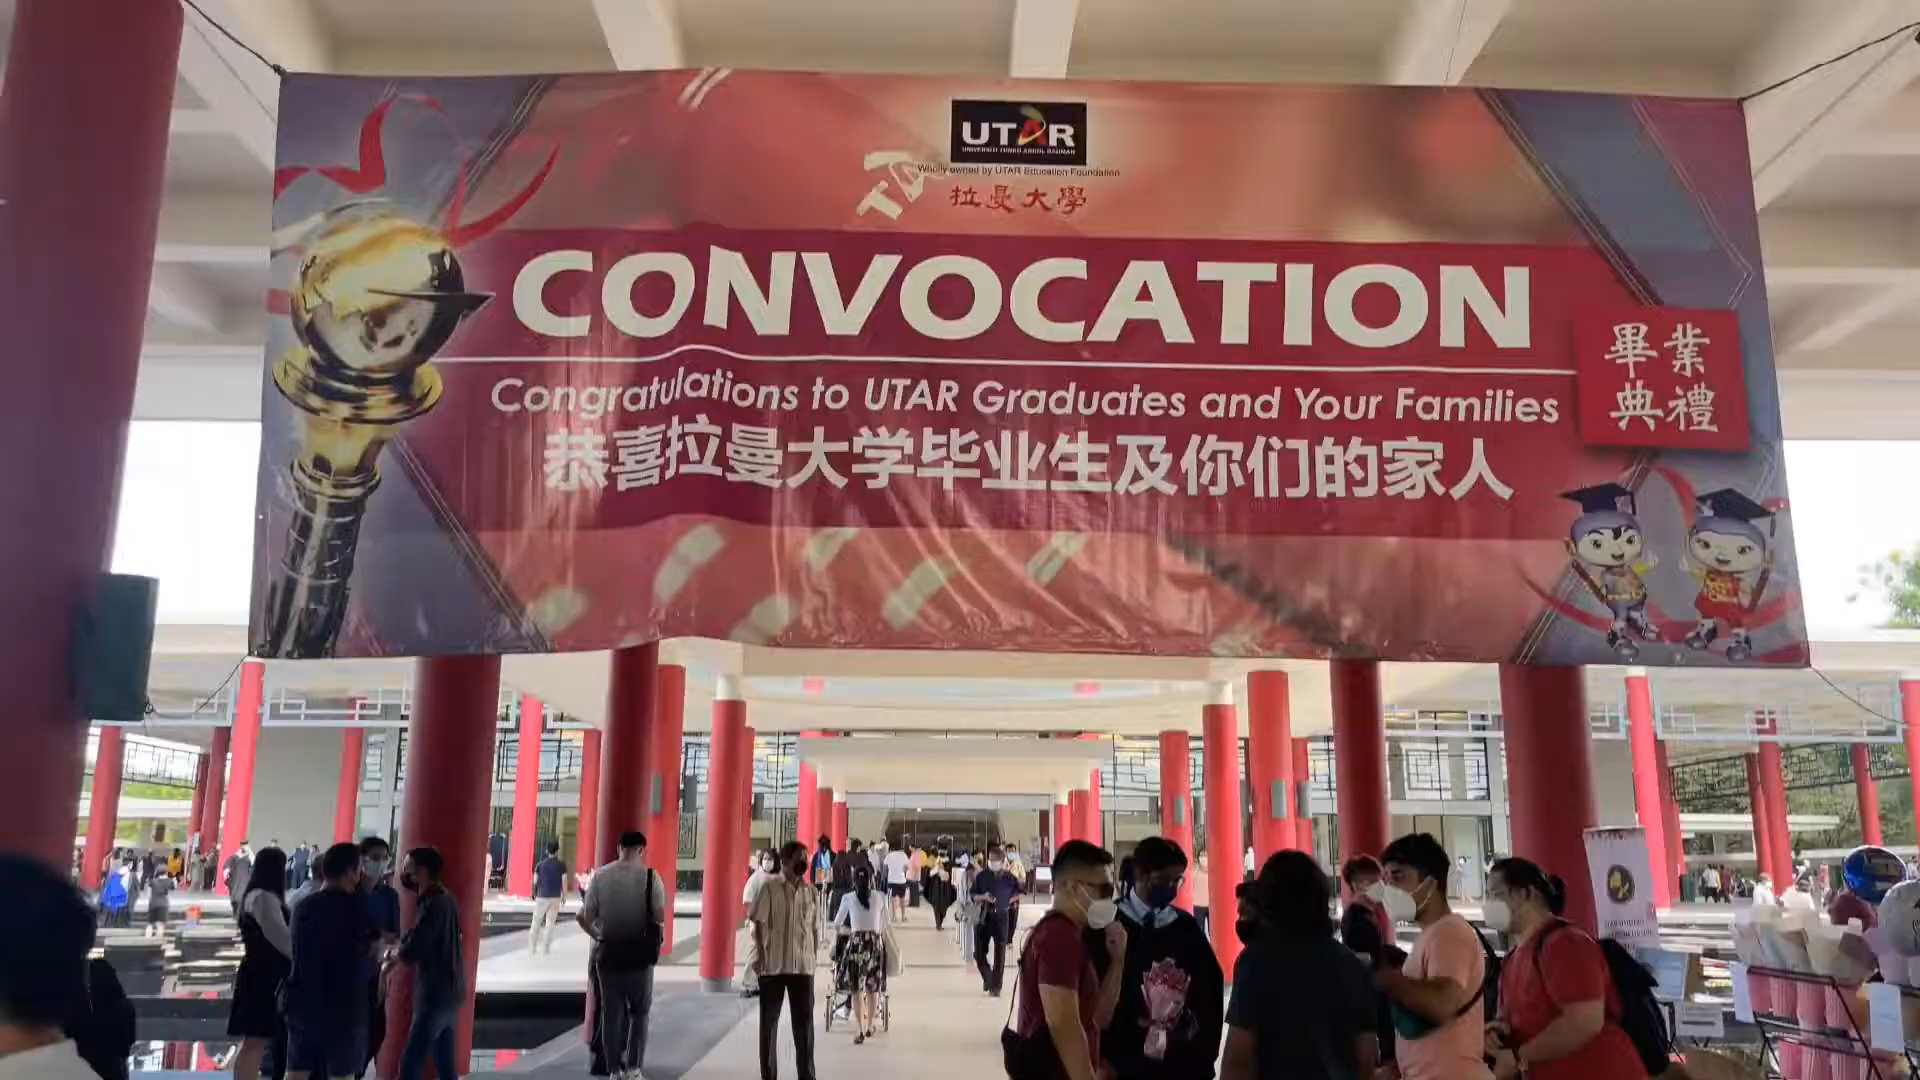 UTAR
UNIVERSITI TUNKU ABDUL RAHMAN
Wholly owned by UTAR Education Foundation
拉曼大學
CONVOCATION
畢業
典禮
Congratulations to UTAR Graduates and Your Families
恭喜拉曼大学毕业生及你们的家人